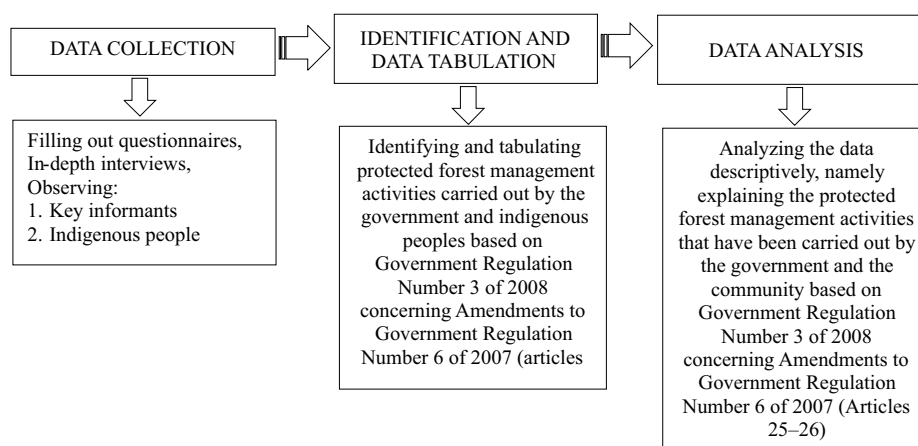 DATA COLLECTION
Filling out questionnaires,
In-depth interviews,
Observing:
1. Key informants
2. Indigenous people
IDENTIFICATION AND
DATA TABULATION
Identifying and tabulating
protected forest management
activities carried out by the
government and indigenous
peoples based on
Government Regulation
Number 3 of 2008
concerning Amendments to
Government Regulation
Number 6 of 2007 (articles
DATA ANALYSIS
Analyzing the data
descriptively, namely
explaining the protected
forest management activities
that have been carried out by
the government and the
community based on
Government Regulation
Number 3 of 2008
concerning Amendments to
Government Regulation
Number 6 of 2007 (Articles
25–26)